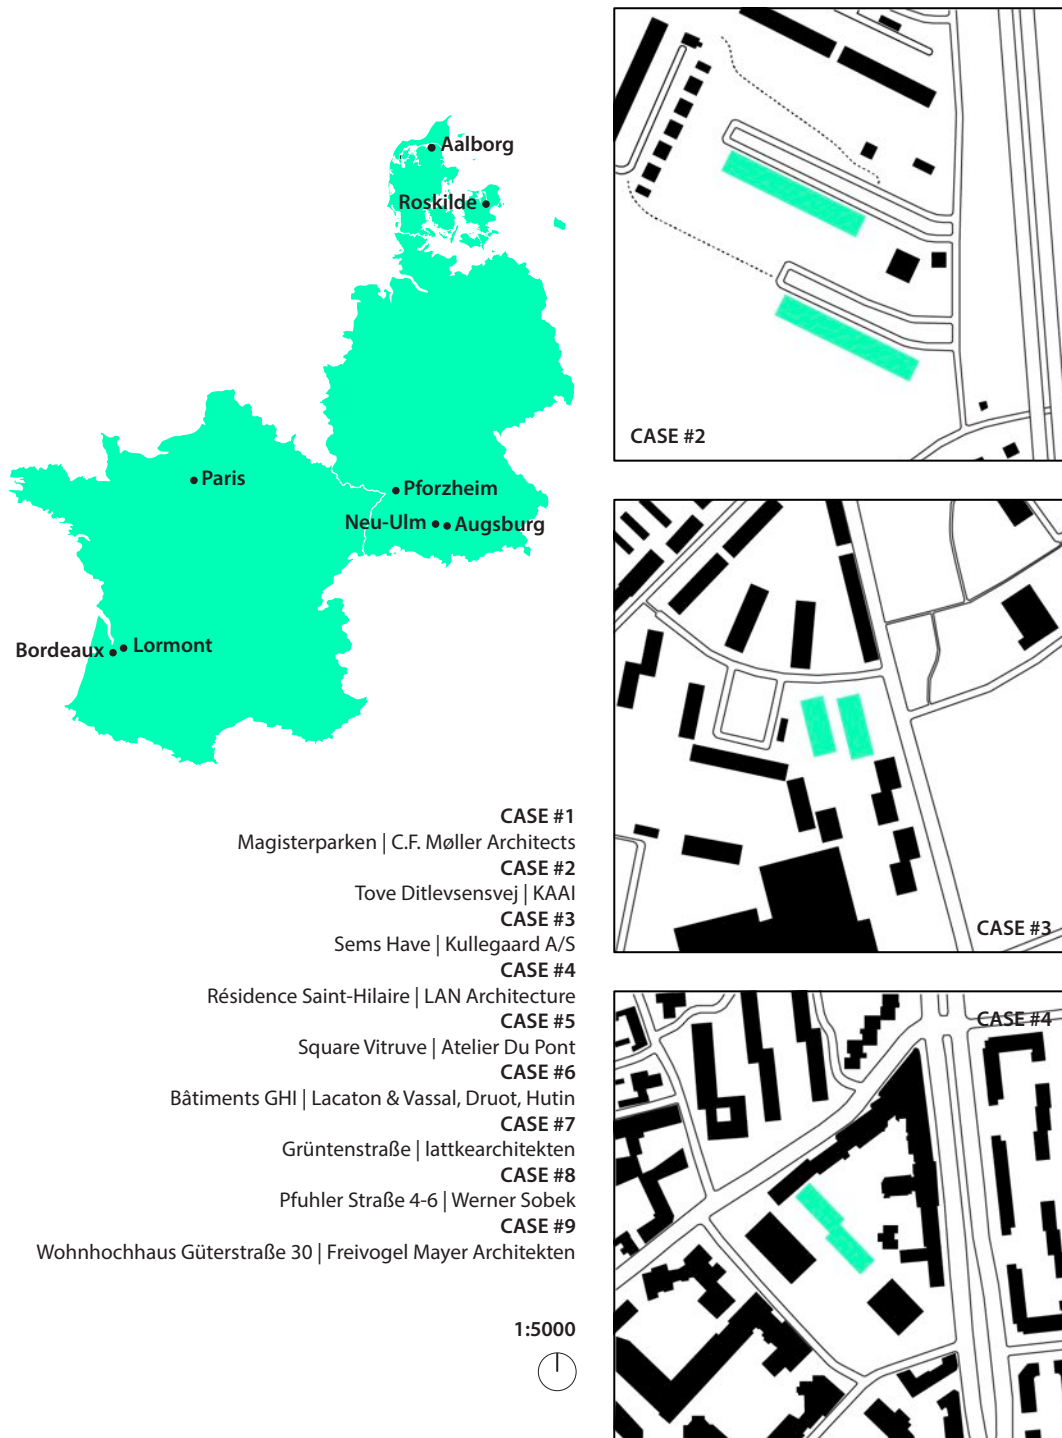 Aalborg
Roskilde
Paris
Pforzheim
Neu-Ulm
Augsburg
Bordeaux
Lormont
CASE #1
Magisterparken | C.F. Møller Architects
CASE #2
Tove Ditlevsensvej | KAAI
CASE #3
Sems Have | Kullegaard A/S
CASE #4
Résidence Saint-Hilaire | LAN Architecture
CASE #5
Square Vitruve | Atelier Du Pont
CASE #6
Bâtiments GHI | Lacaton & Vassal, Druot, Hutin
CASE #7
Grüntenstraße | lattkearchitekten
CASE #8
Pfuhler Straße 4-6 | Werner Sobek
CASE #9
Wohnhochhaus Güterstraße 30 | Freivogel Mayer Architekten
1:5000
CASE #2
CASE #3
CASE #4